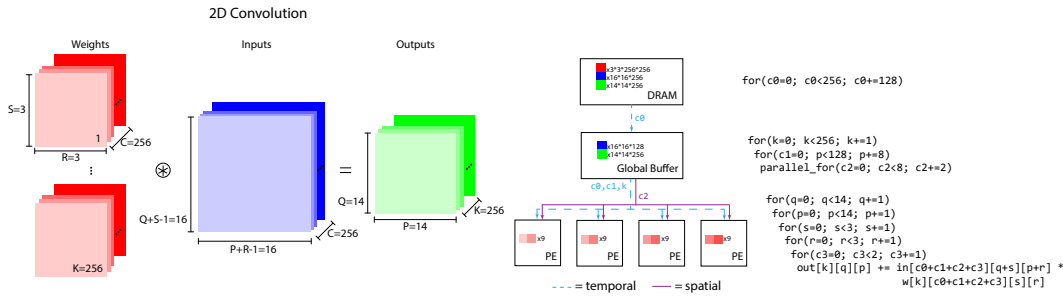 2D Convolution
Weights
Inputs
Outputs
S=3
1
R=3
C=256
K=256
Q+S-1=16
P+R-1=16
C=256
=
Q=14
P=14
K=256
x3*3*256*256
x16*16*256
x14*14*256
DRAM
c0
x16*16*128
x14*14*256
Global Buffer
c0,c1,k
c2
x9
PE
x9
PE
x9
PE
x9
PE
= temporal
= spatial
for(c0=0; c0<256; c0+=128)
for(k=0; k<256; k+=1)
for(c1=0; p<128; p+=8)
parallel_for(c2=0; c2<8; c2+=2)
for(q=0; q<14; q+=1)
for(p=0; p<14; p+=1)
for(s=0; s<3; s+=1)
for(r=0; r<3; r+=1)
for(c3=0; c3<2; c3+=1)
out[k][q][p] += in[c0+c1+c2+c3][q+s][p+r] *
w[k][c0+c1+c2+c3][s][r]